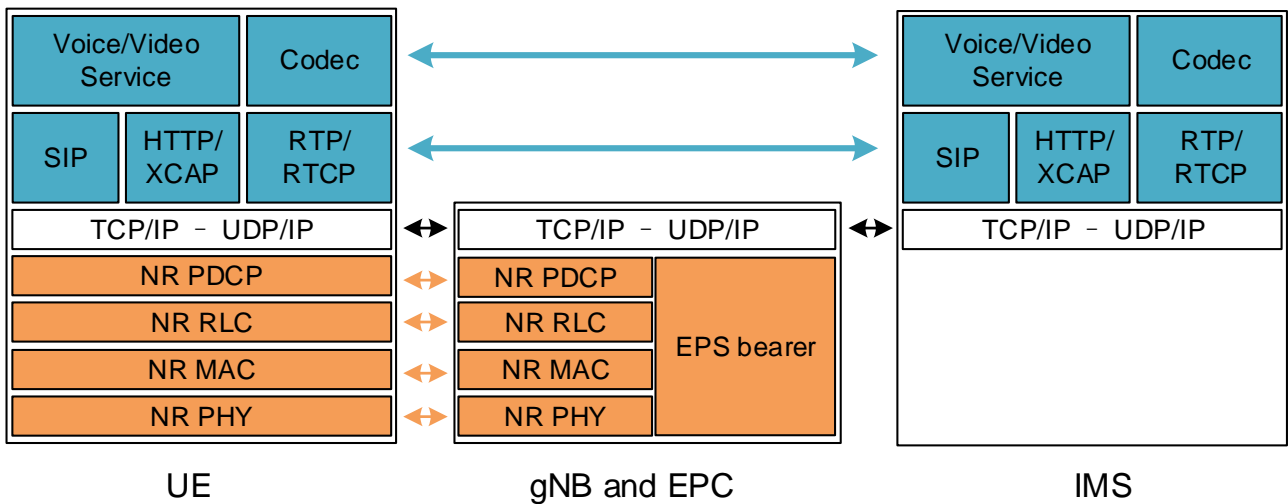 Voice/Video
Service
Codec
SIP
HTTP/
XCAP
RTP/
RTCP
TCP/IP – UDP/IP
NR PDCP
NR RLC
NR MAC
NR PHY
UE
TCP/IP – UDP/IP
NR PDCP
NR RLC
NR MAC
NR PHY
EPS bearer
gNB and EPC
Voice/Video
Service
Codec
SIP
HTTP/
XCAP
RTP/
RTCP
TCP/IP – UDP/IP
IMS